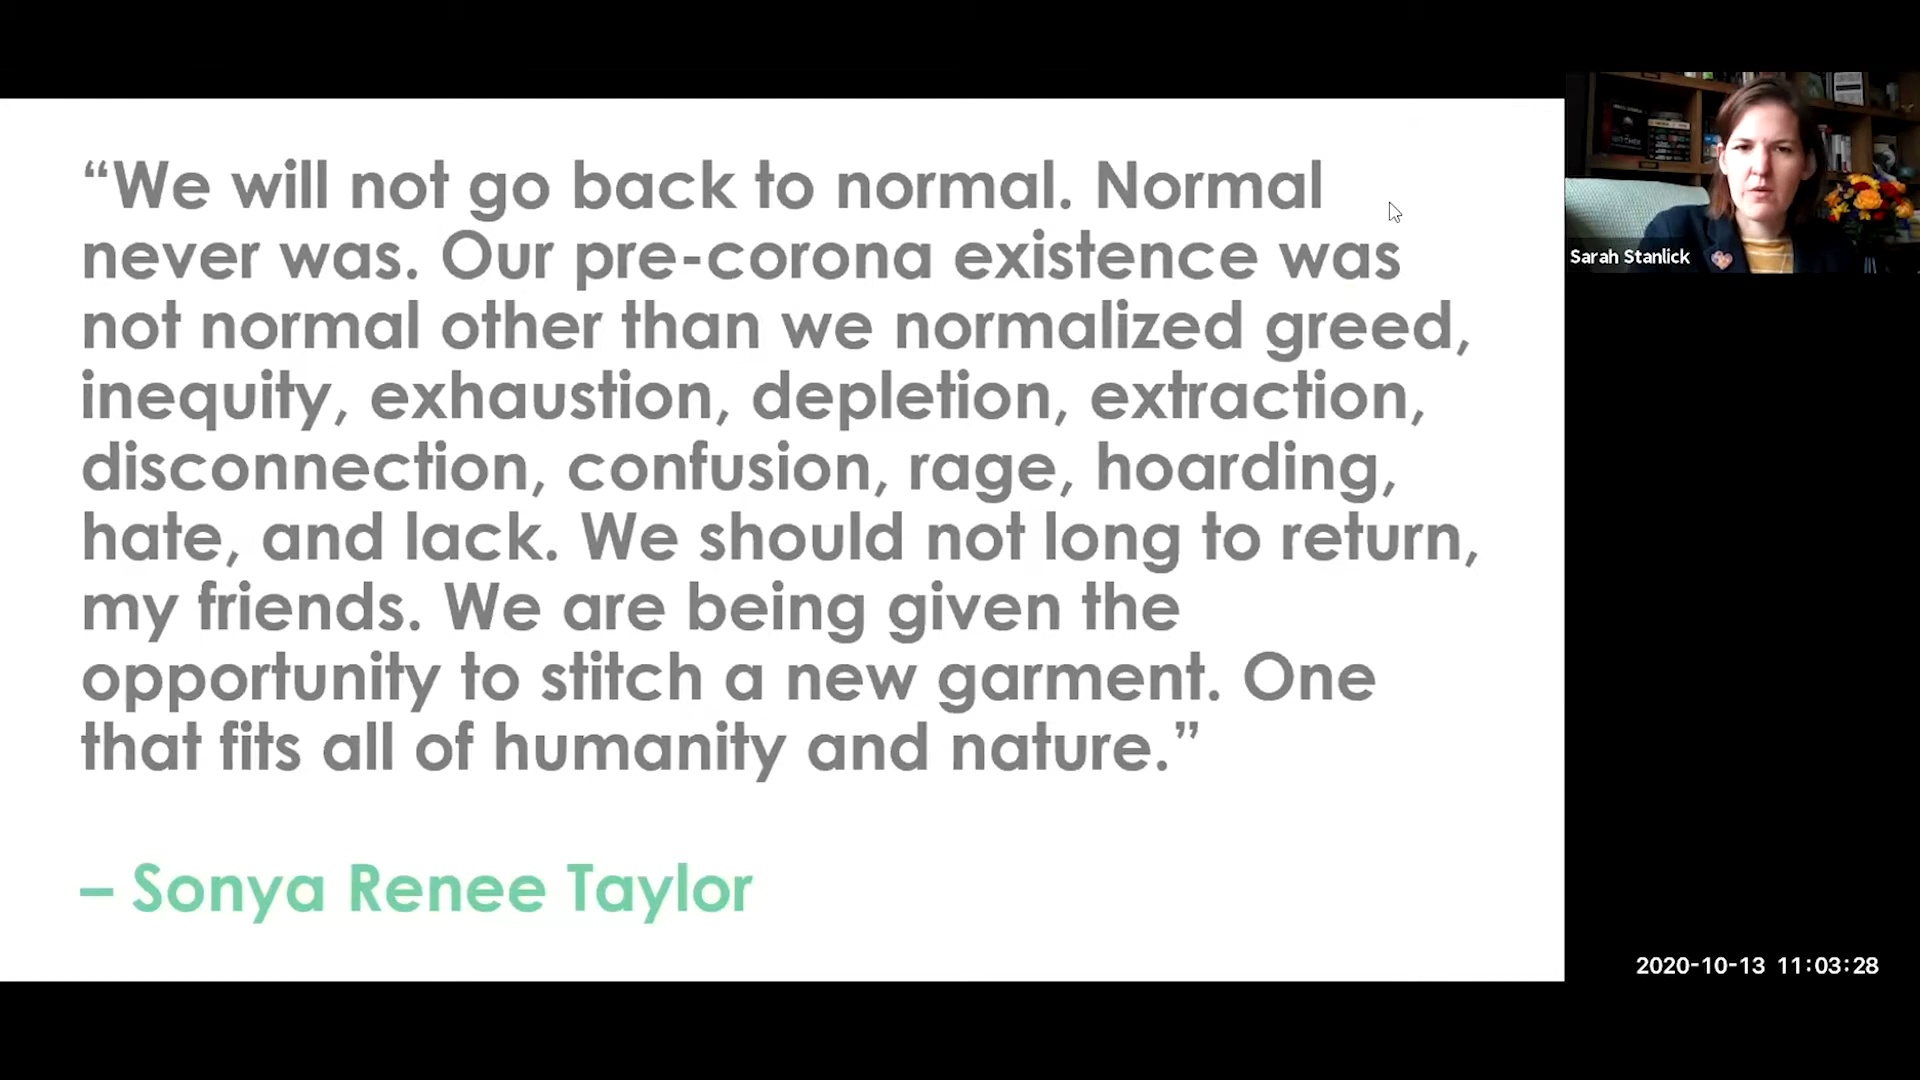 “We will not go back to normal. Normal
never was. Our pre-corona existence was
not normal other than we normalized greed,
inequity, exhaustion, depletion, extraction,
disconnection, confusion, rage, hoarding,
hate, and lack. We should not long to return,
my friends. We are being given the
opportunity to stitch a new garment. One
that fits all of humanity and nature.”
– Sonya Renee Taylor
Sarah Stanlick
2020-10-13 11:03:28